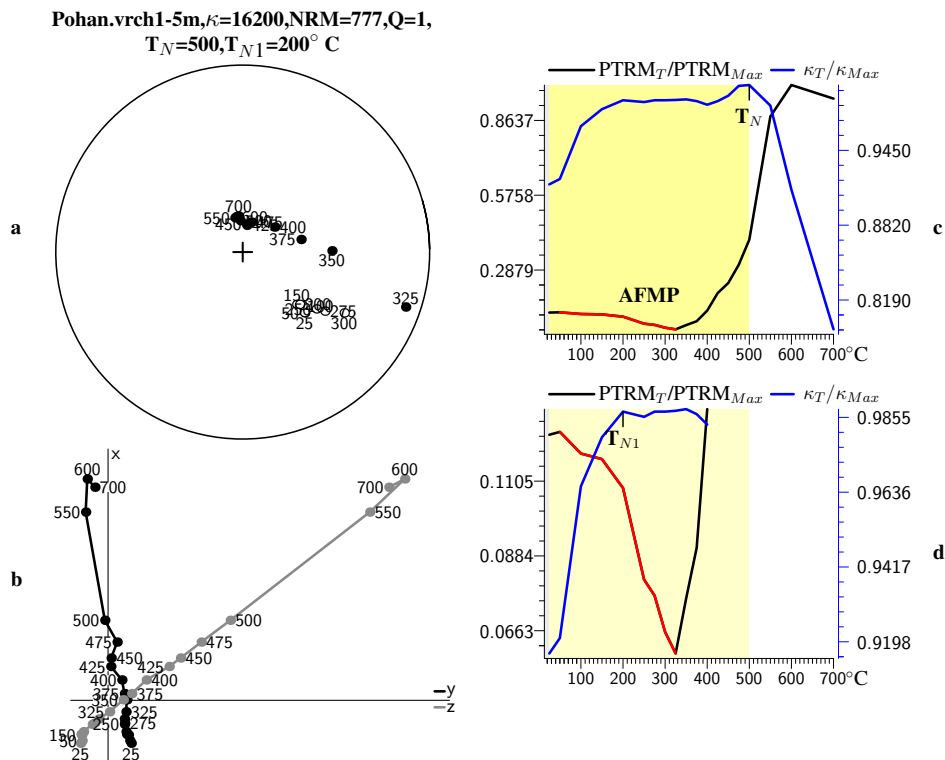 Pohan.vrch1-5m,κ=16200,NRM=777,Q=1,
T_N=500,T_N1=200° C
a
700
550
450
400
375
350
325
150
275
25
300
PTRM_T/PTRM_Max
κ_T/κ_Max
0.8637
0.5758
0.2879
T_N
AFMP
0.9450
0.8820
0.8190
c
100 200 300 400 500 600 700 °C
b
x
600
700
550
500
475
450
425
400
375
350
325
250
150
50
25
600
700
550
500
475
450
425
400
375
325
275
25
y
z
PTRM_T/PTRM_Max
κ_T/κ_Max
T_N1
0.1105
0.0884
0.0663
0.9855
0.9636
0.9417
0.9198
d
100 200 300 400 500 600 700 °C